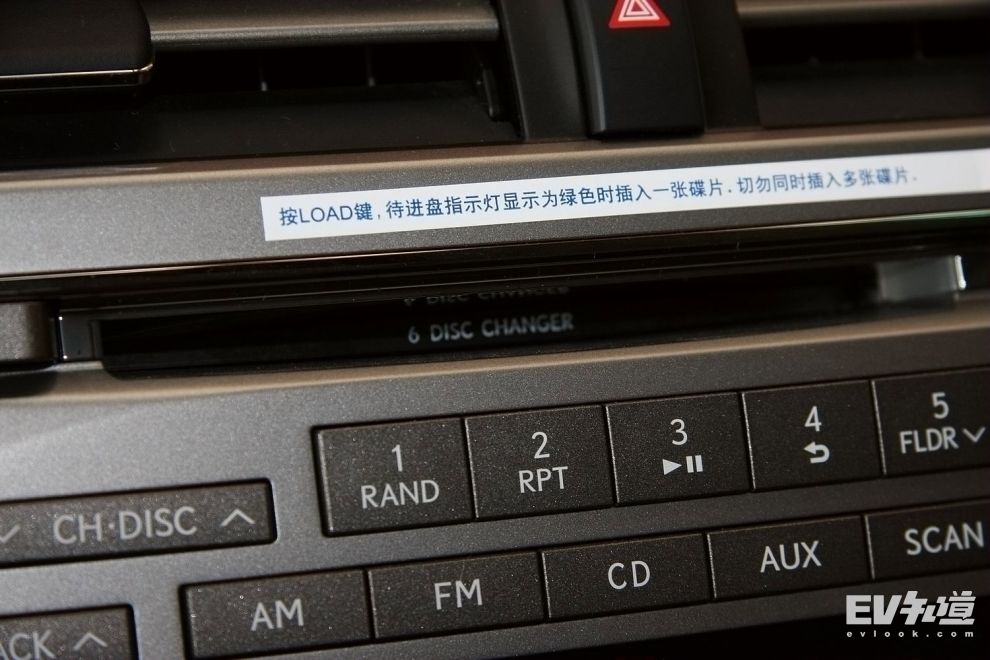 按LOAD键,待进盘指示灯显示为绿色时插入一张碟片.切勿同时插入多张碟片.
6 DISC CHANGER
1
RAND
2
RPT
3
4
5
FLDR
CH·DISC
AM
FM
CD
AUX
SCAN
ACK
EV知道
evlook.com